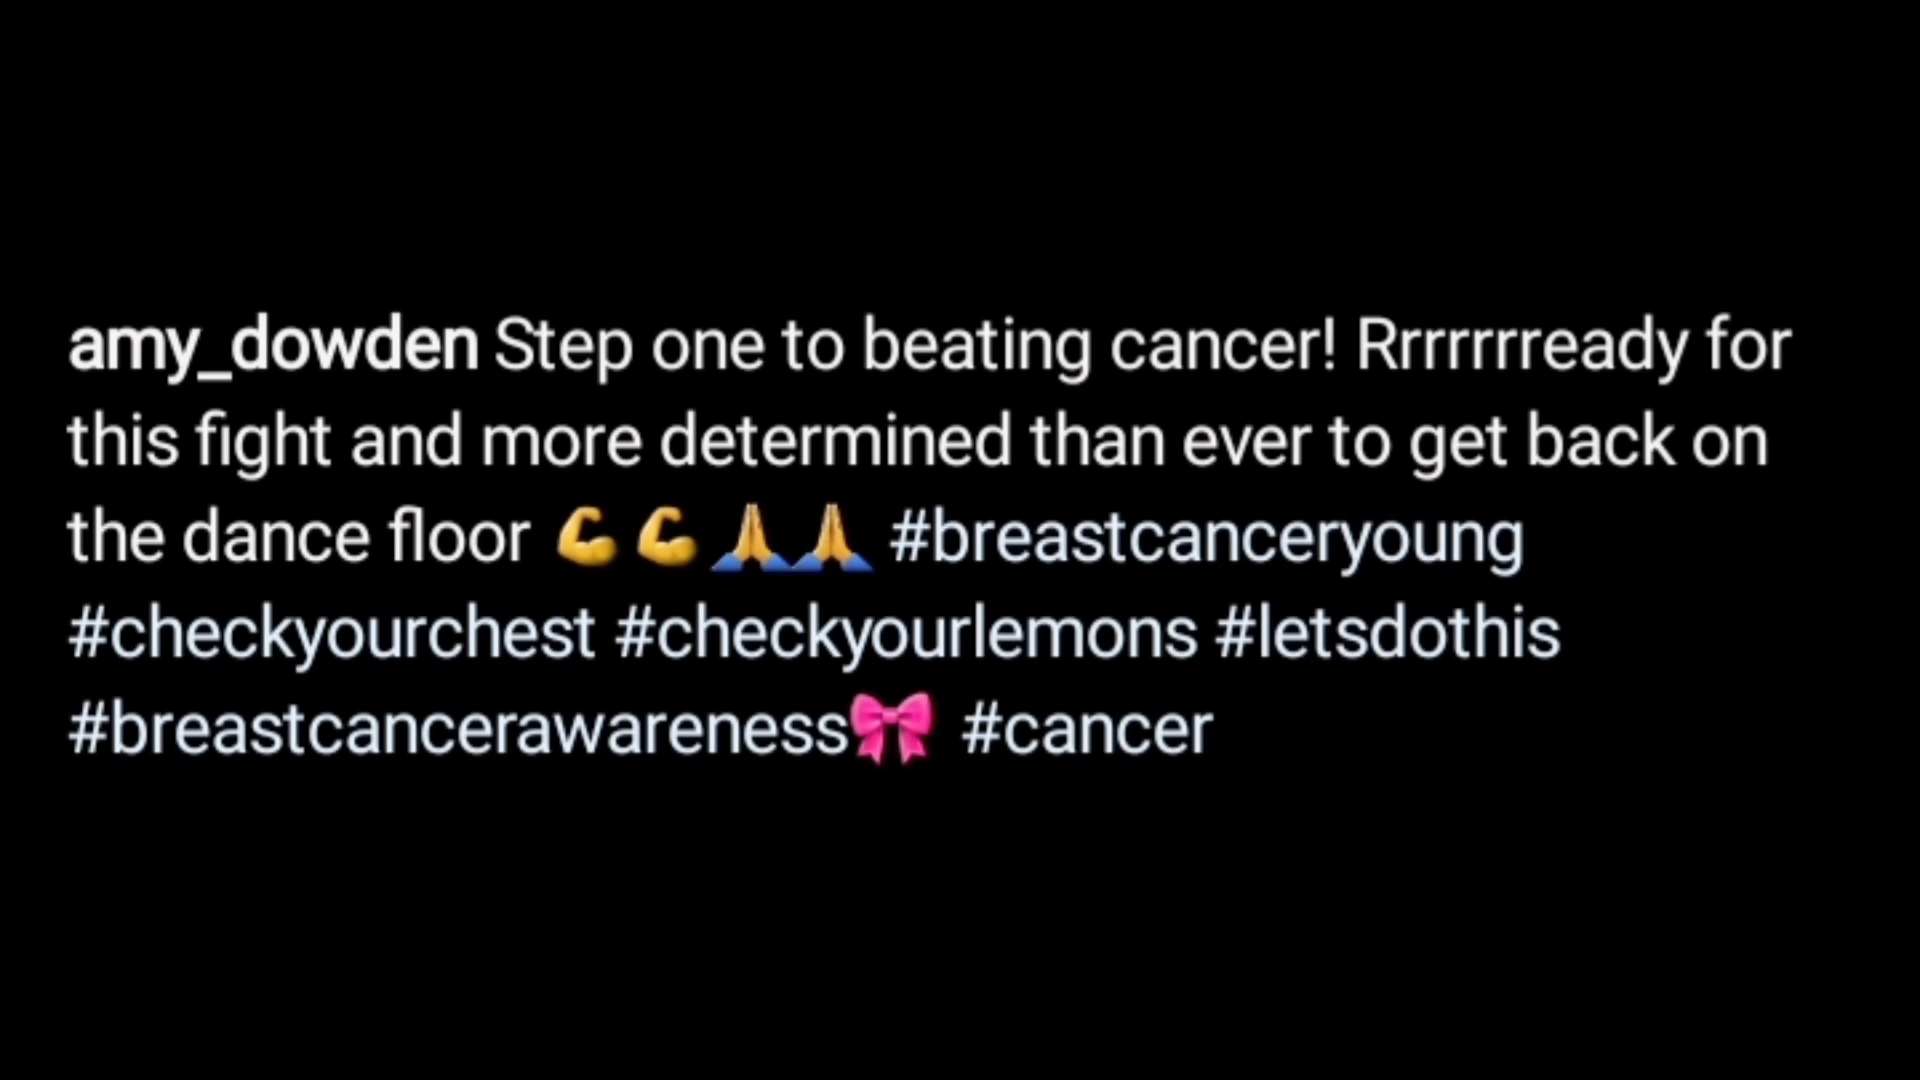 amy_dowden Step one to beating cancer! Rrrrrrready for
this fight and more determined than ever to get back on
the dance floor 💪💪🙏🙏 #breastcanceryoung
#checkyourchest #checkyourlemons #letsdothis
#breastcancerawareness🎀 #cancer